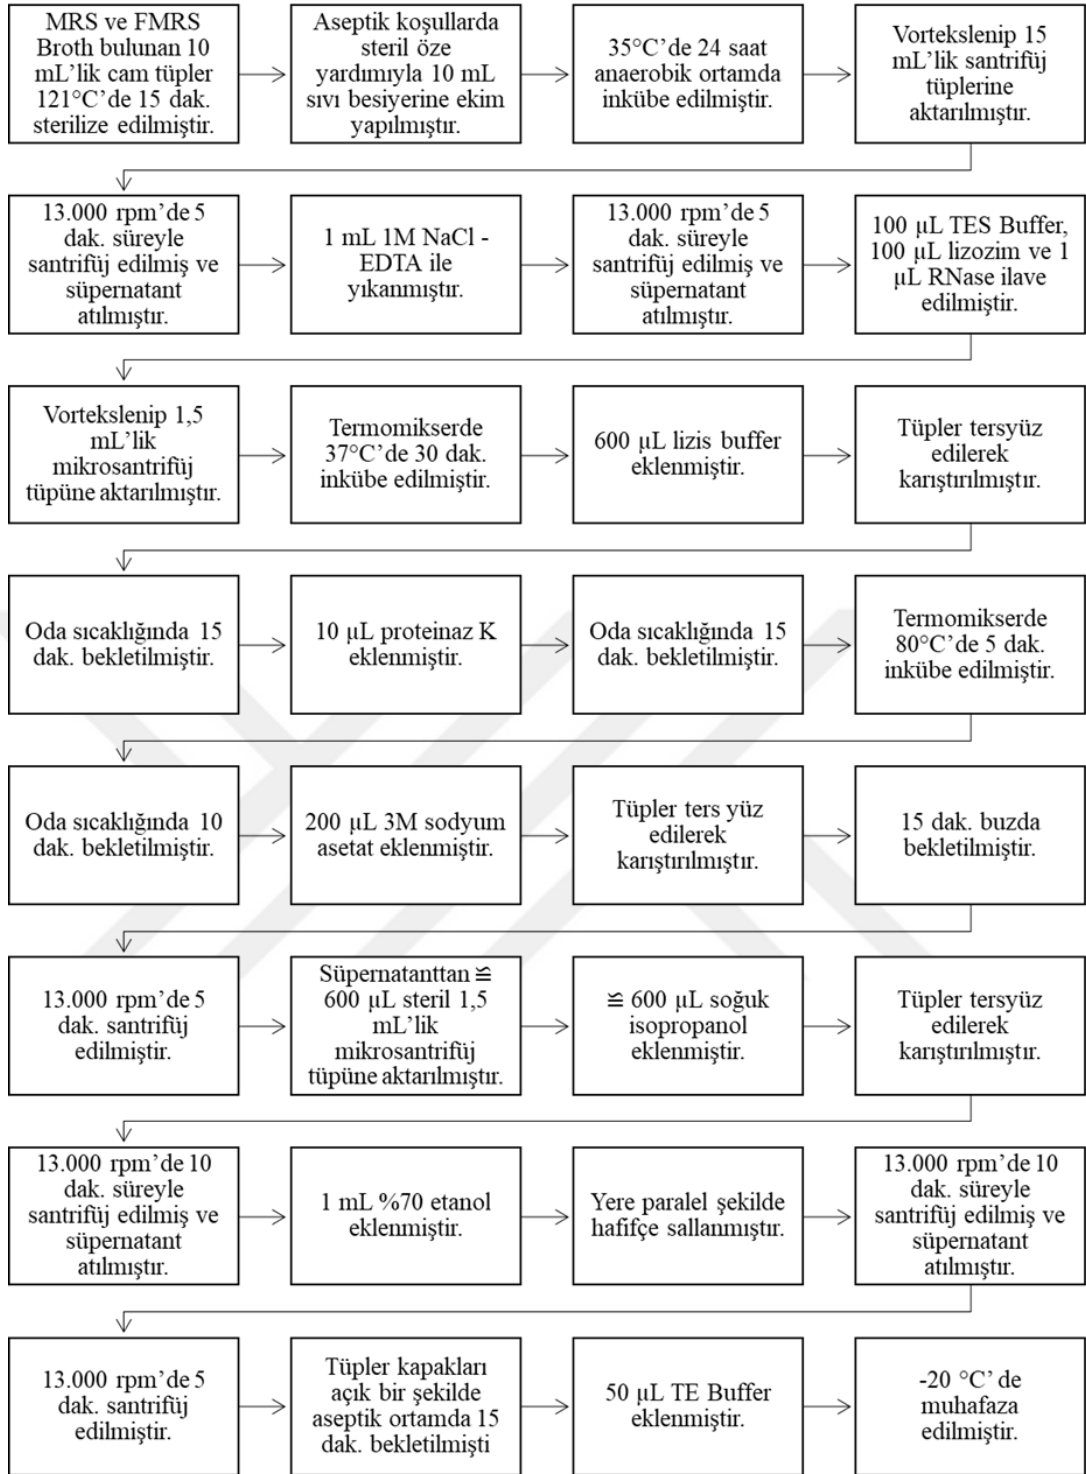 MRS ve FMRS
Broth bulunan 10
mL'lik cam tüpler
121°C'de 15 dak.
sterilize edilmiştir.
Aseptik koşullarda
steril öze
yardımıyla 10 mL
sıvı besiyerine ekim
yapılmıştır.
35°C'de 24 saat
anaerobik ortamda
inkübe edilmiştir.
Vortekslenip 15
mL'lik santrifüj
tüplerine
aktarılmıştır.
13.000 rpm'de 5
dak. süreyle
santrifüj edilmiş ve
süpernatant
atılmıştır.
1 mL 1M NaCl -
EDTA ile
yıkanmıştır.
13.000 rpm'de 5
dak. süreyle
santrifüj edilmiş ve
süpernatant
atılmıştır.
100 µL TES Buffer,
100 µL lizozim ve 1
µL RNase ilave
edilmiştir.
Vortekslenip 1,5
mL'lik
mikrosantrifüj
tüpüne aktarılmıştır.
Termomikserde
37°C'de 30 dak.
inkübe edilmiştir.
600 µL lizis buffer
eklenmiştir.
Tüpler tersyüz
edilerek
karıştırılmıştır.
Oda sıcaklığında 15
dak. bekletilmiştir.
10 µL proteinaz K
eklenmiştir.
Oda sıcaklığında 15
dak. bekletilmiştir.
Termomikserde
80°C'de 5 dak.
inkübe edilmiştir.
Oda sıcaklığında 10
dak. bekletilmiştir.
200 µL 3M sodyum
asetat eklenmiştir.
Tüpler ters yüz
edilerek
karıştırılmıştır.
15 dak. buzda
bekletilmiştir.
13.000 rpm'de 5
dak. santrifüj
edilmiştir.
Süpernatanttan ≌
600 µL steril 1,5
mL'lik
mikrosantrifüj
tüpüne aktarılmıştır.
≌ 600 µL soğuk
isopropanol
eklenmiştir.
Tüpler tersyüz
edilerek
karıştırılmıştır.
13.000 rpm'de 10
dak. süreyle
santrifüj edilmiş ve
süpernatant
atılmıştır.
1 mL %70 etanol
eklenmiştir.
Yere paralel şekilde
hafifçe sallanmıştır.
13.000 rpm'de 10
dak. süreyle
santrifüj edilmiş ve
süpernatant
atılmıştır.
13.000 rpm'de 5
dak. santrifüj
edilmiştir.
Tüpler kapakları
açık bir şekilde
aseptik ortamda 15
dak. bekletilmişti
50 µL TE Buffer
eklenmiştir.
-20 °C' de
muhafaza
edilmiştir.